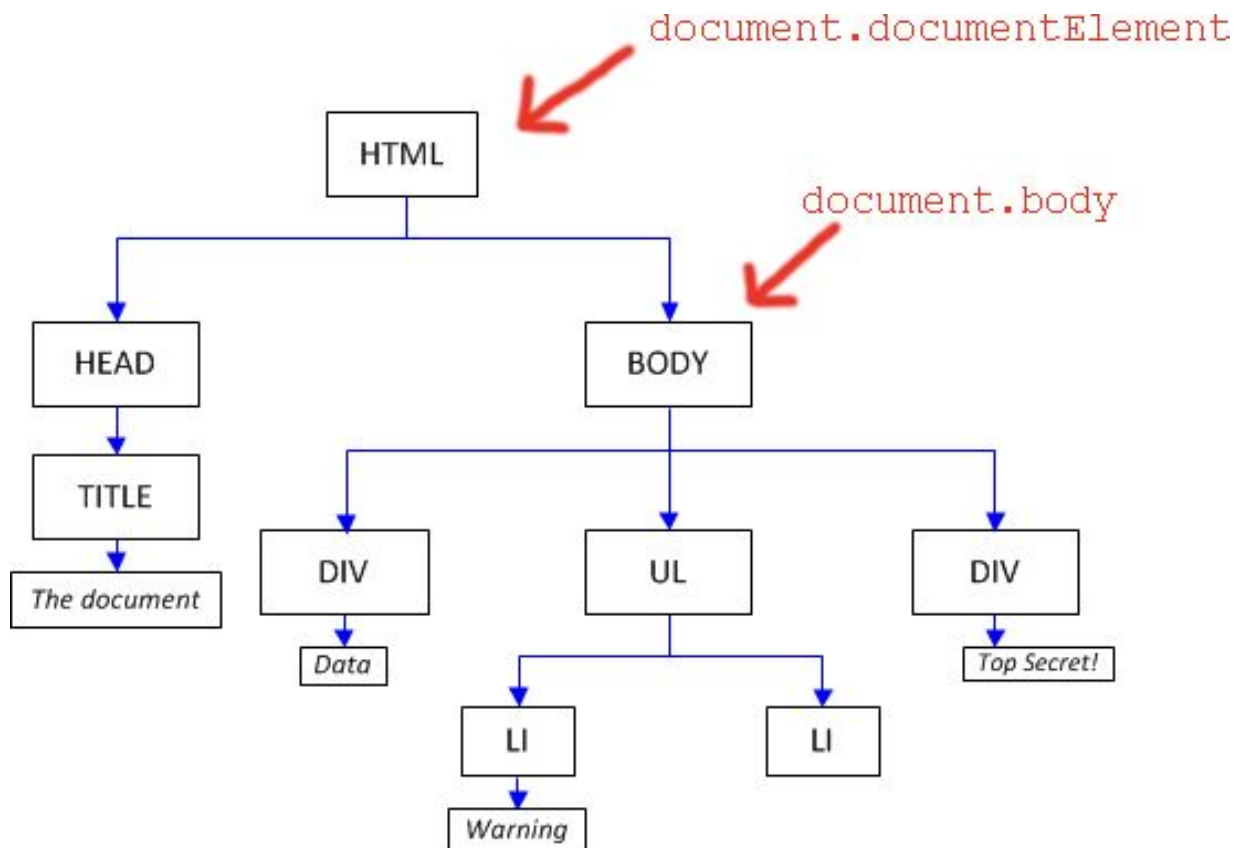 document.documentElement
HTML
document.body
HEAD
BODY
TITLE
DIV
UL
DIV
The document
Data
Top Secret!
LI
LI
Warning